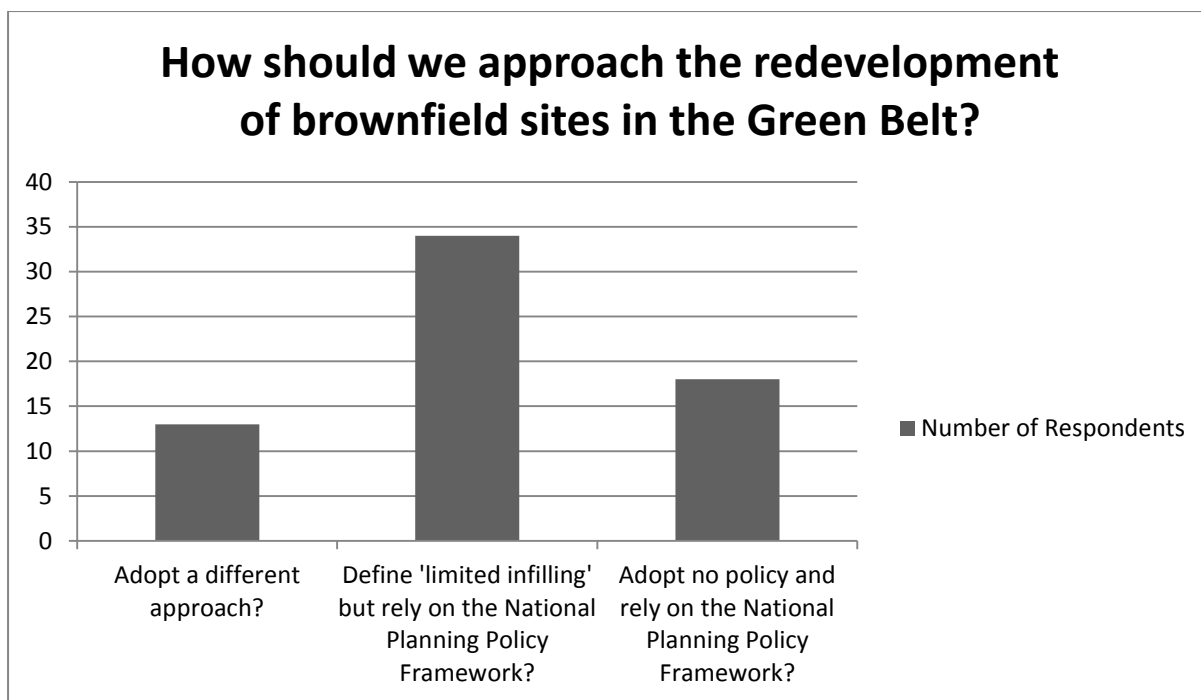 How should we approach the redevelopment
of brownfield sites in the Green Belt?
40
35
30
25
20
15
10
5
0
Adopt a different
approach?
Define 'limited infilling'
but rely on the National
Planning Policy
Framework?
Adopt no policy and
rely on the National
Planning Policy
Framework?
Number of Respondents